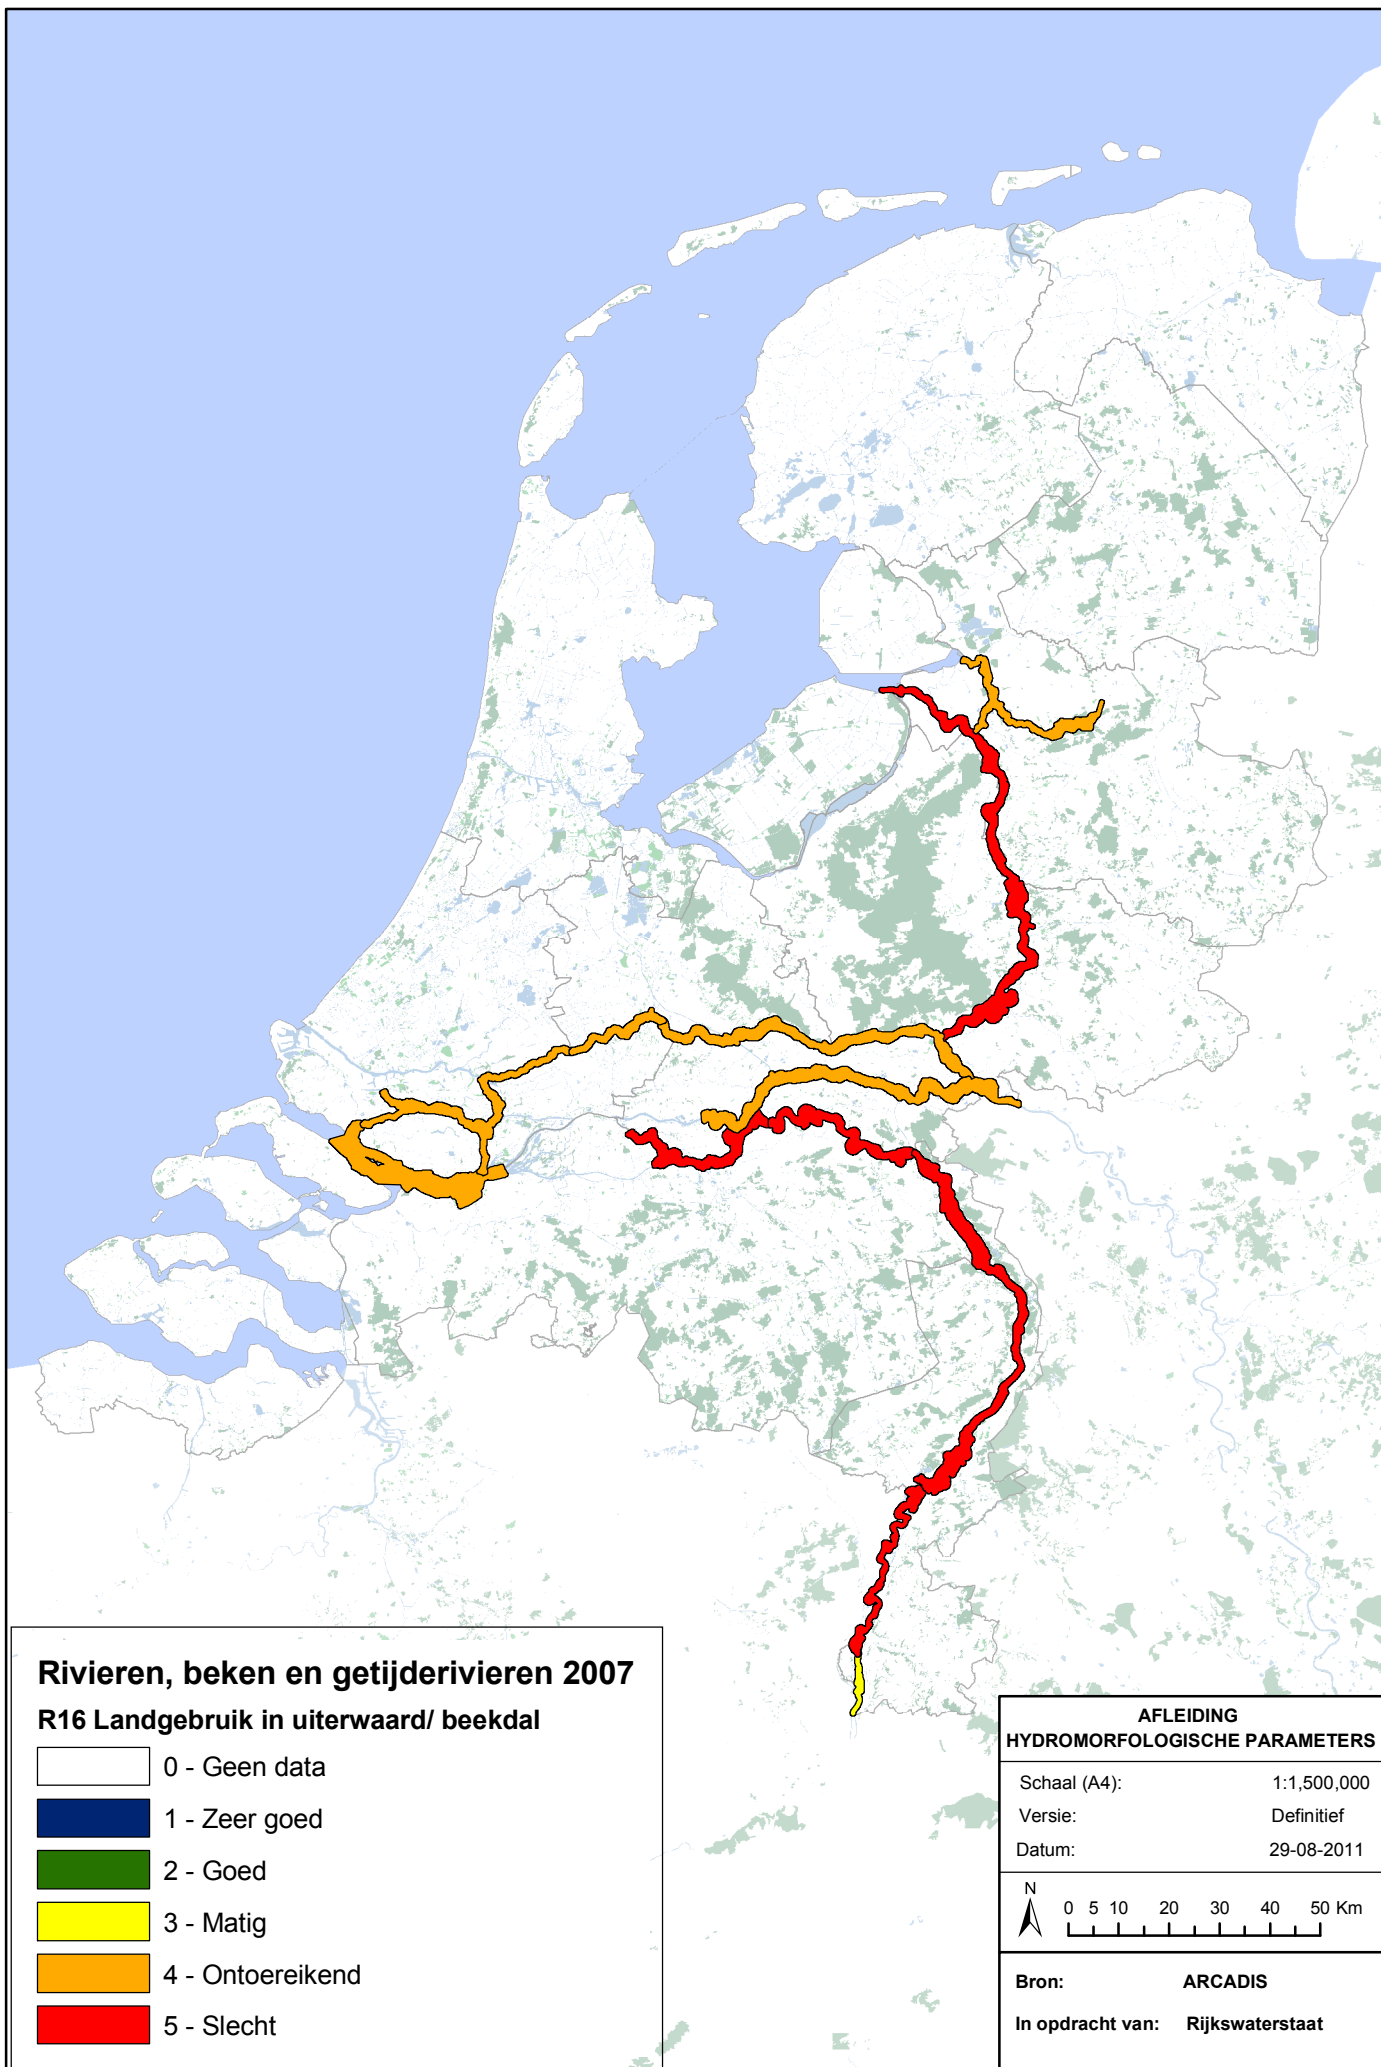 Rivieren, beken en getijderivieren 2007
R16 Landgebruik in uiterwaard/ beekdal
0 - Geen data
1 - Zeer goed
2 - Goed
3 - Matig
4 - Ontoereikend
5 - Slecht
AFLEIDING
HYDROMORFOLOGISCHE PARAMETERS
Schaal (A4): 1:1,500,000
Versie: Definitief
Datum: 29-08-2011
N
0 5 10 20 30 40 50 Km
Bron: ARCADIS
In opdracht van: Rijkswaterstaat